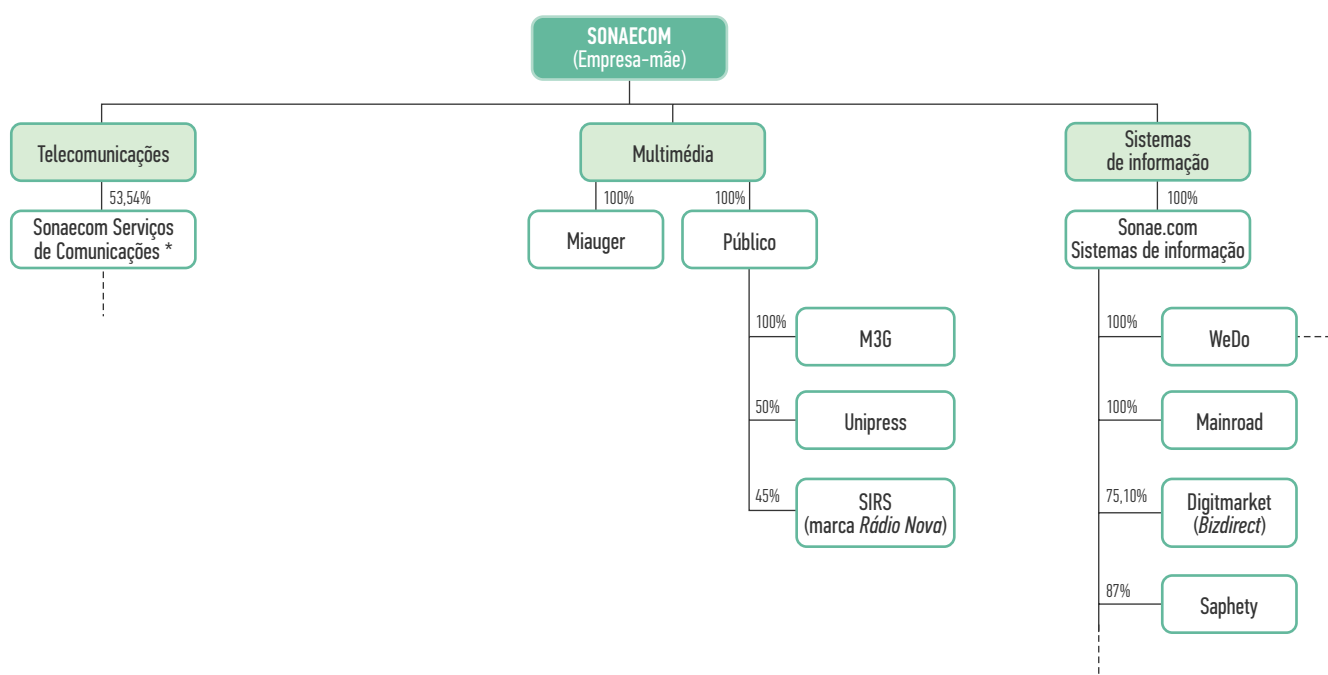 SONAECOM
(Empresa-mãe)
Telecomunicações
Multimédia
Sistemas
de informação
53,54%
100%
100%
100%
Sonaecom Serviços
de Comunicações *
Miauger
Público
Sonae.com
Sistemas de informação
100%
M3G
100%
WeDo
50%
Unipress
100%
Mainroad
45%
SIRS
(marca Rádio Nova)
75,10%
Digitmarket
(Bizdirect)
87%
Saphety